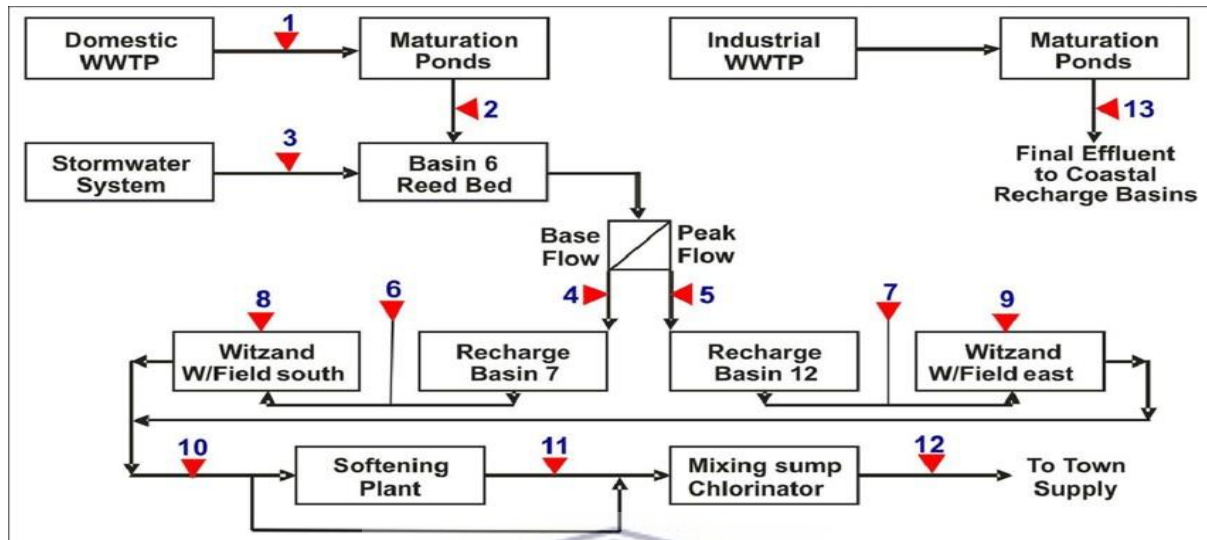 1
Domestic
WWTP
Maturation
Ponds
Industrial
WWTP
Maturation
Ponds
2
13
3
Stormwater
System
Basin 6
Reed Bed
Final Effluent
to Coastal
Recharge Basins
Base
Flow
Peak
Flow
4
5
6
7
8
9
Witzand
W/Field south
Recharge
Basin 7
Recharge
Basin 12
Witzand
W/Field east
10
11
12
Softening
Plant
Mixing sump
Chlorinator
To Town
Supply